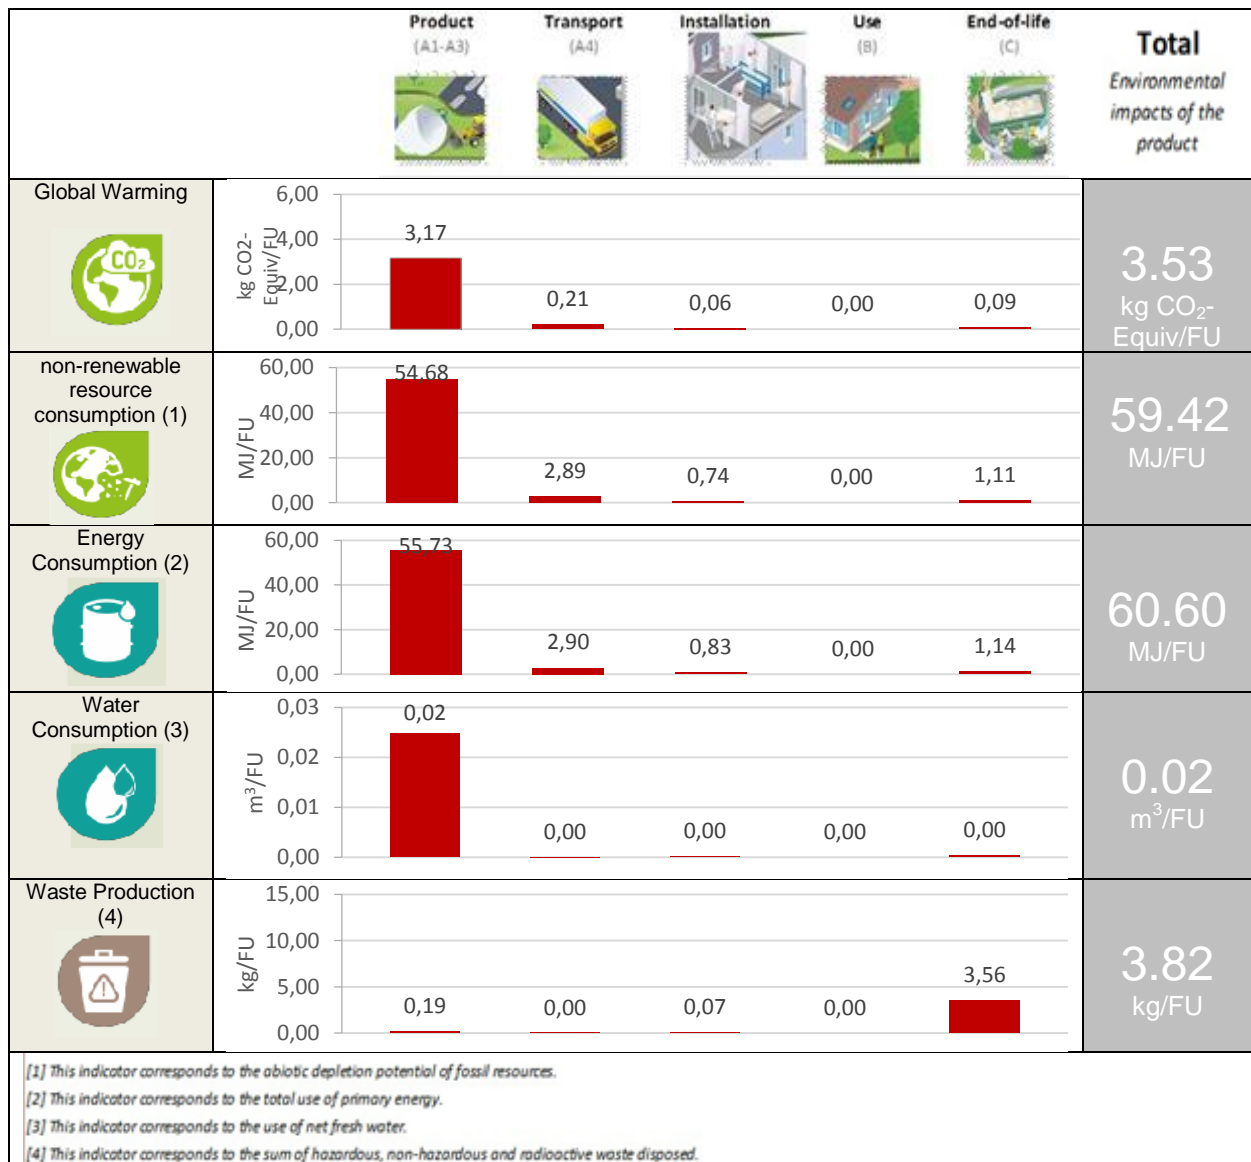 Product
(A1-A3)
Transport
(A4)
Installation
Use
(B)
End-of-life
(C)
Total
Environmental
impacts of the
product
Global Warming
CO₂
kg CO2-
Equiv/FU
6,00
4,00
2,00
0,00
3,17
0,21
0,06
0,00
0,09
3.53
kg CO₂-
Equiv/FU
non-renewable
resource
consumption (1)
MJ/FU
60,00
40,00
20,00
0,00
54,68
2,89
0,74
0,00
1,11
59.42
MJ/FU
Energy
Consumption (2)
MJ/FU
60,00
40,00
20,00
0,00
55,73
2,90
0,83
0,00
1,14
60.60
MJ/FU
Water
Consumption (3)
m³/FU
0,03
0,02
0,01
0,00
0,02
0,00
0,00
0,00
0,00
0.02
m³/FU
Waste Production
(4)
kg/FU
15,00
10,00
5,00
0,00
0,19
0,00
0,07
0,00
3,56
3.82
kg/FU
[1] This indicator corresponds to the abiotic depletion potential of fossil resources.
[2] This indicator corresponds to the total use of primary energy.
[3] This indicator corresponds to the use of net fresh water.
[4] This indicator corresponds to the sum of hazardous, non-hazardous and radioactive waste disposed.